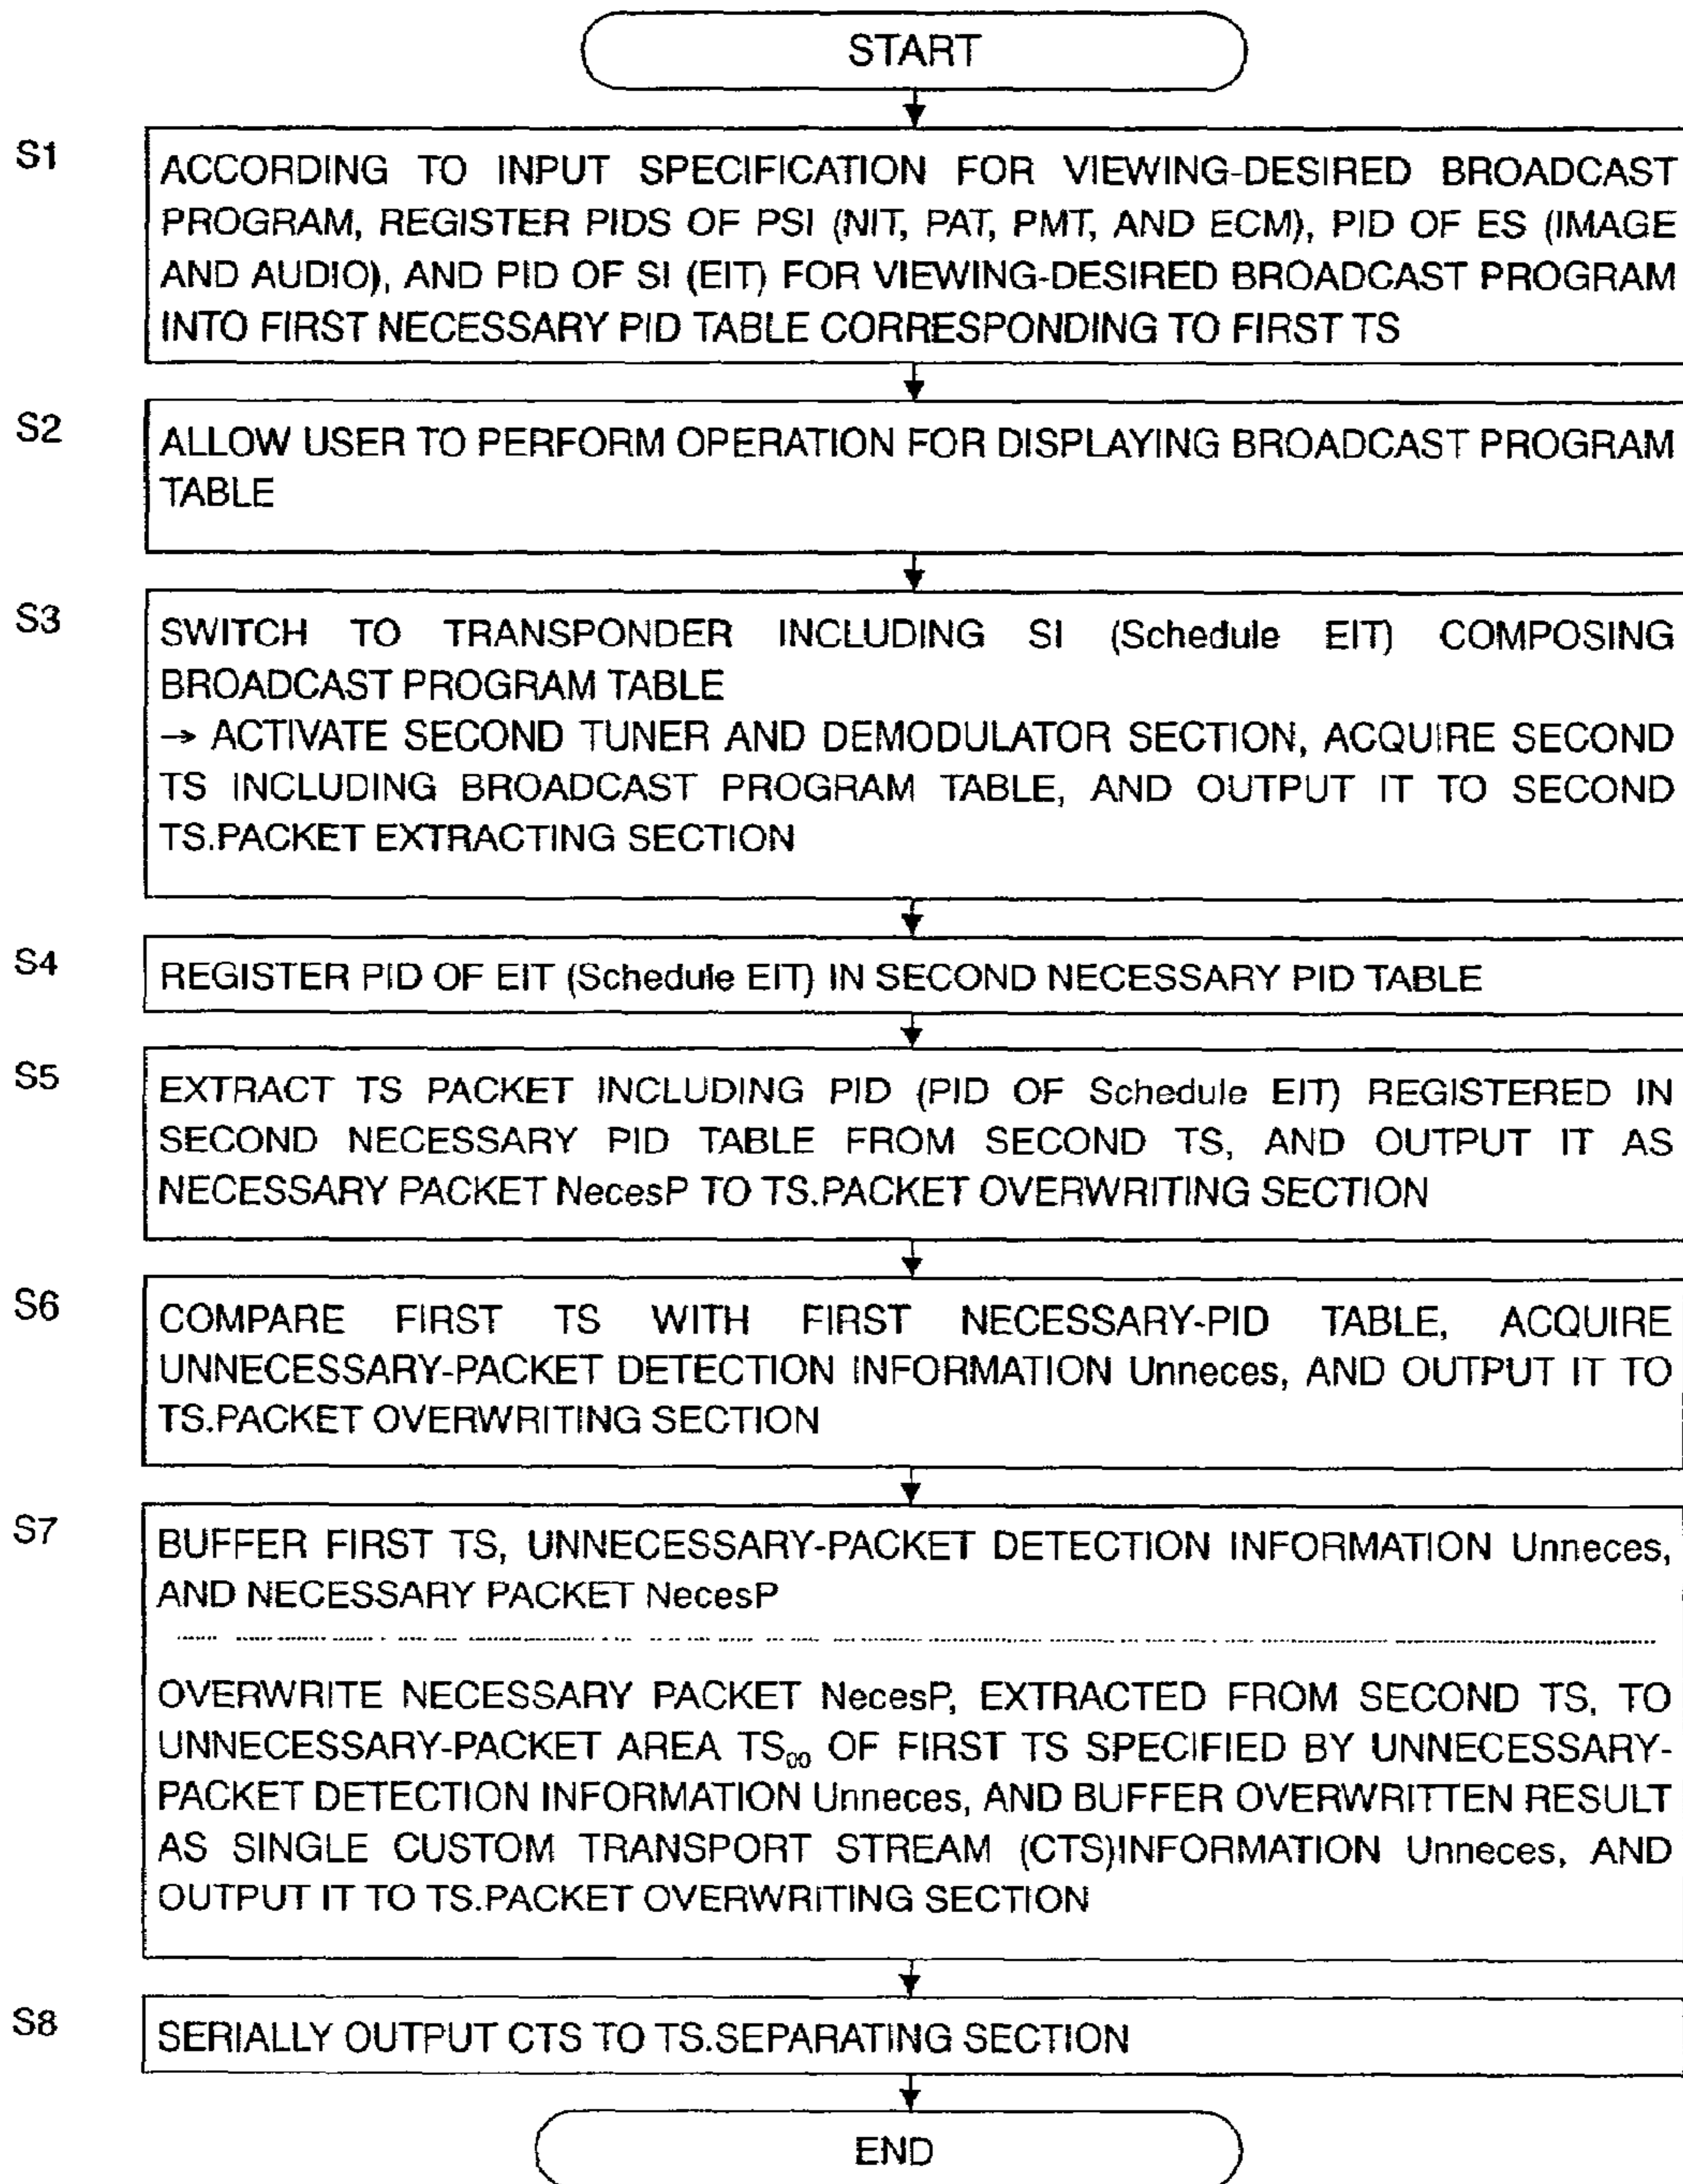 START
S1
ACCORDING TO INPUT SPECIFICATION FOR VIEWING-DESIRED BROADCAST
PROGRAM, REGISTER PIDS OF PSI (NIT, PAT, PMT, AND ECM), PID OF ES (IMAGE
AND AUDIO), AND PID OF SI (EIT) FOR VIEWING-DESIRED BROADCAST PROGRAM
INTO FIRST NECESSARY PID TABLE CORRESPONDING TO FIRST TS
S2
ALLOW USER TO PERFORM OPERATION FOR DISPLAYING BROADCAST PROGRAM
TABLE
S3
SWITCH TO TRANSPONDER INCLUDING SI (Schedule EIT) COMPOSING
BROADCAST PROGRAM TABLE
→ ACTIVATE SECOND TUNER AND DEMODULATOR SECTION, ACQUIRE SECOND
TS INCLUDING BROADCAST PROGRAM TABLE, AND OUTPUT IT TO SECOND
TS.PACKET EXTRACTING SECTION
S4
REGISTER PID OF EIT (Schedule EIT) IN SECOND NECESSARY PID TABLE
S5
EXTRACT TS PACKET INCLUDING PID (PID OF Schedule EIT) REGISTERED IN
SECOND NECESSARY PID TABLE FROM SECOND TS, AND OUTPUT IT AS
NECESSARY PACKET NecesP TO TS.PACKET OVERWRITING SECTION
S6
COMPARE FIRST TS WITH FIRST NECESSARY-PID TABLE, ACQUIRE
UNNECESSARY-PACKET DETECTION INFORMATION Unneces, AND OUTPUT IT TO
TS.PACKET OVERWRITING SECTION
S7
BUFFER FIRST TS, UNNECESSARY-PACKET DETECTION INFORMATION Unneces,
AND NECESSARY PACKET NecesP
OVERWRITE NECESSARY PACKET NecesP, EXTRACTED FROM SECOND TS, TO
UNNECESSARY-PACKET AREA TS₀₀ OF FIRST TS SPECIFIED BY UNNECESSARY-
PACKET DETECTION INFORMATION Unneces, AND BUFFER OVERWRITTEN RESULT
AS SINGLE CUSTOM TRANSPORT STREAM (CTS)INFORMATION Unneces, AND
OUTPUT IT TO TS.PACKET OVERWRITING SECTION
S8
SERIALLY OUTPUT CTS TO TS.SEPARATING SECTION
END